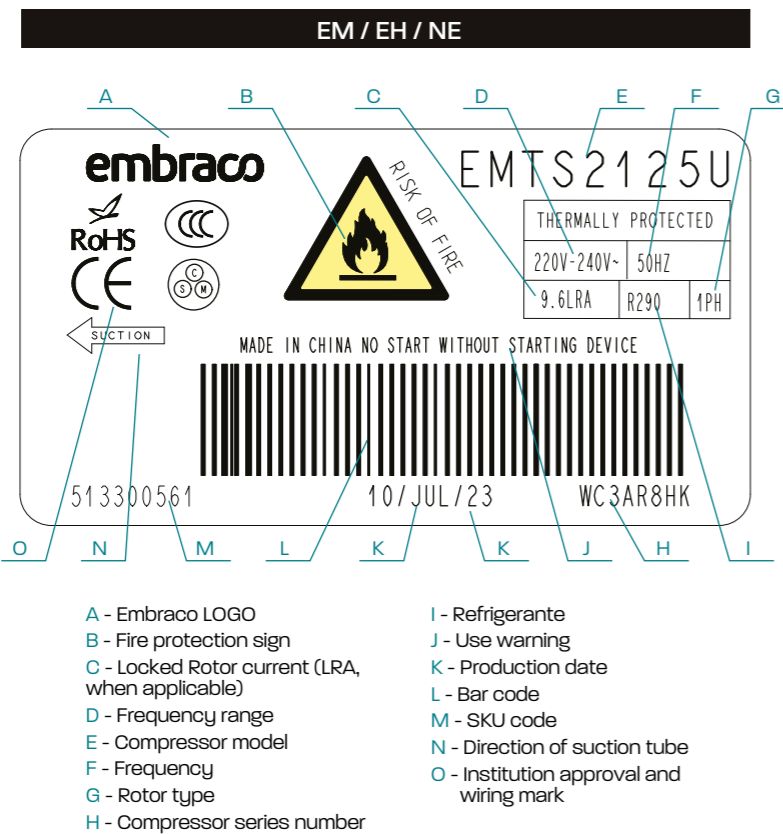 EM / EH / NE
A B C D E F G
embraco
RISK OF FIRE
EMTS2125U
RoHS
CCC
CE
C
S M
THERMALLY PROTECTED
220V-240V~ 50HZ
9.6LRA R290 1PH
SUCTION
MADE IN CHINA NO START WITHOUT STARTING DEVICE
513300561 10/JUL/23 WC3AR8HK
O N M L K K J H I
A - Embraco LOGO
B - Fire protection sign
C - Locked Rotor current (LRA,
when applicable)
D - Frequency range
E - Compressor model
F - Frequency
G - Rotor type
H - Compressor series number
I - Refrigerante
J - Use warning
K - Production date
L - Bar code
M - SKU code
N - Direction of suction tube
O - Institution approval and
wiring mark